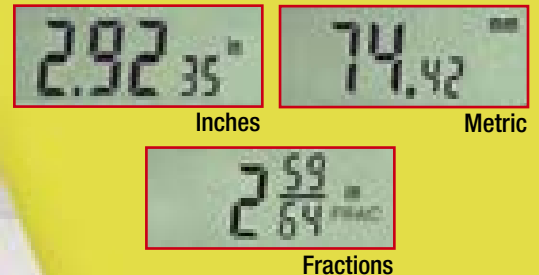 2.9235 in
Inches
74.42 mm
Metric
2 59/64 in
FRAC
Fractions